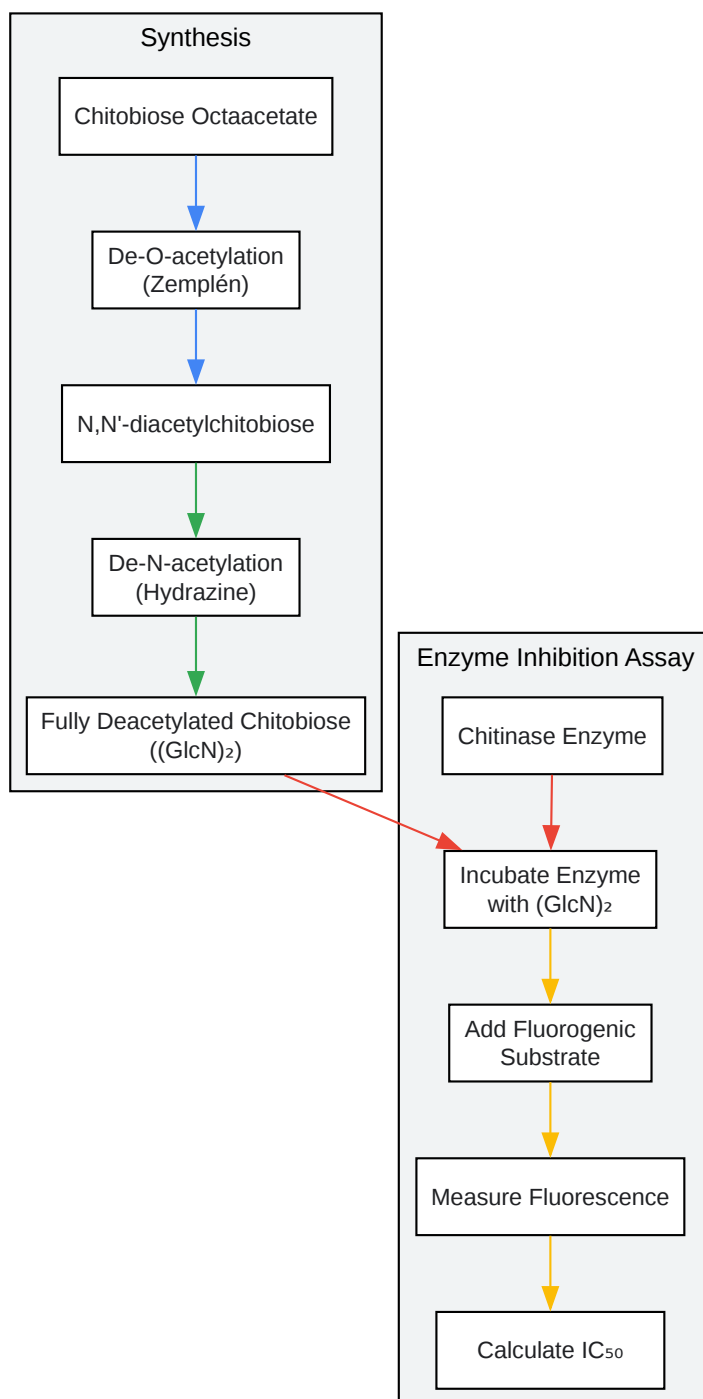 Synthesis
Chitobiose Octaacetate
De-O-acetylation
(Zemplén)
N,N'-diacetylchitobiose
De-N-acetylation
(Hydrazine)
Fully Deacetylated Chitobiose
((GlcN)₂)
Enzyme Inhibition Assay
Chitinase Enzyme
Incubate Enzyme
with (GlcN)₂
Add Fluorogenic
Substrate
Measure Fluorescence
Calculate IC₅₀